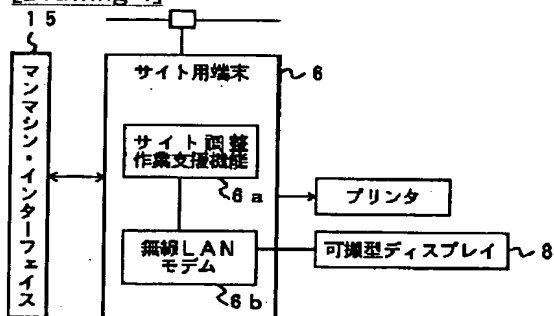 [Drawing 4]
15
マンマシン・インターフェイス
サイト用端末
6
サイト調整
作業支援機能
6a
プリンタ
無線LAN
モデム
6b
可搬型ディスプレイ
8